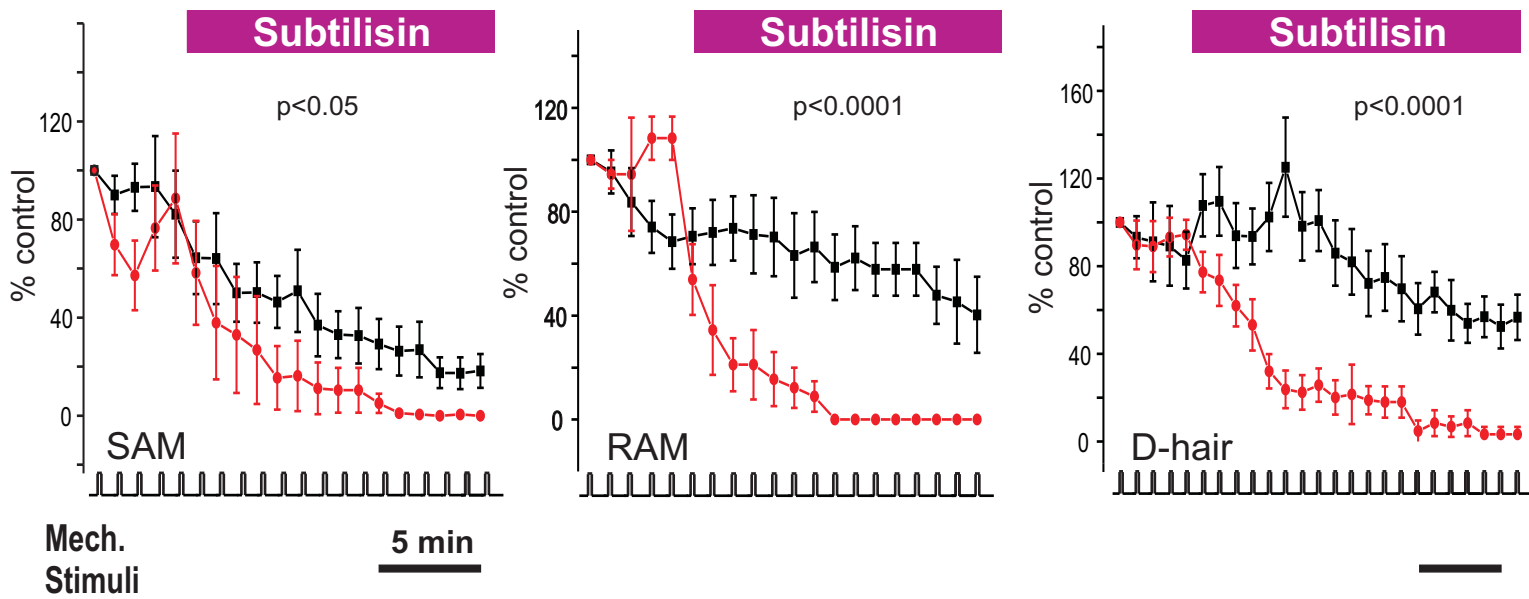 Subtilisin
p<0.05
% control
120
80
40
0
SAM
Subtilisin
p<0.0001
% control
120
80
40
0
RAM
Subtilisin
p<0.0001
% control
160
120
80
40
0
D-hair
Mech.
Stimuli
5 min